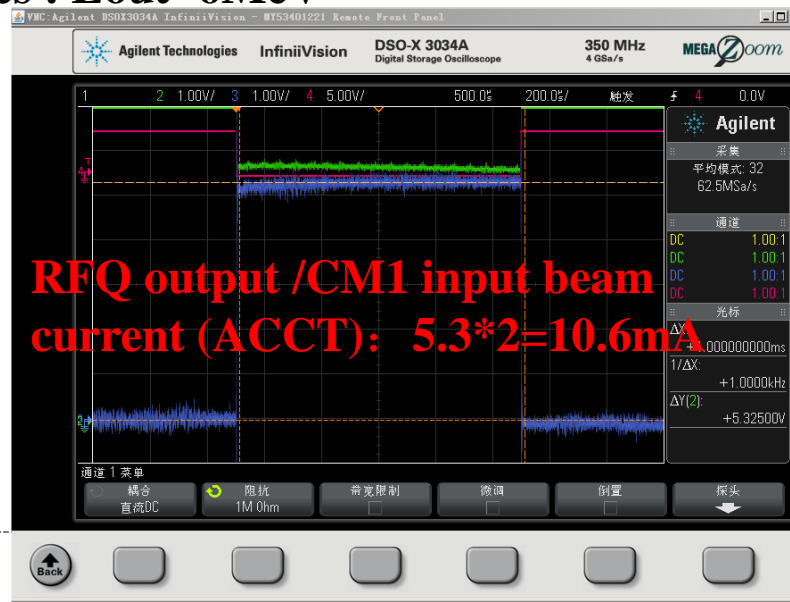 VNC:Agilent DSOX3034A InfiniiVision - MY53401221 Remote Front Panel
Agilent Technologies InfiniiVision DSO-X 3034A 350 MHz MEGA Zoom
Digital Storage Oscilloscope 4 GSa/s
1 2 1.00V/ 3 1.00V/ 4 5.00V/ 500.0s 200.0s/ 触发 4 0.0V
Agilent
采集
平均模式: 32
62.5MSa/s
通道
DC 1.00:1
DC 1.00:1
DC 1.00:1
DC 1.00:1
光标
RFQ output /CM1 input beam
current (ACCT)：5.3*2=10.6mA
.000000000ms
1/ΔX:
+1.0000kHz
ΔY(2):
+5.32500V
通道 1 菜单
耦合 阻抗 带宽限制 微调 倒置 探头
直流DC 1M Ohm
Back